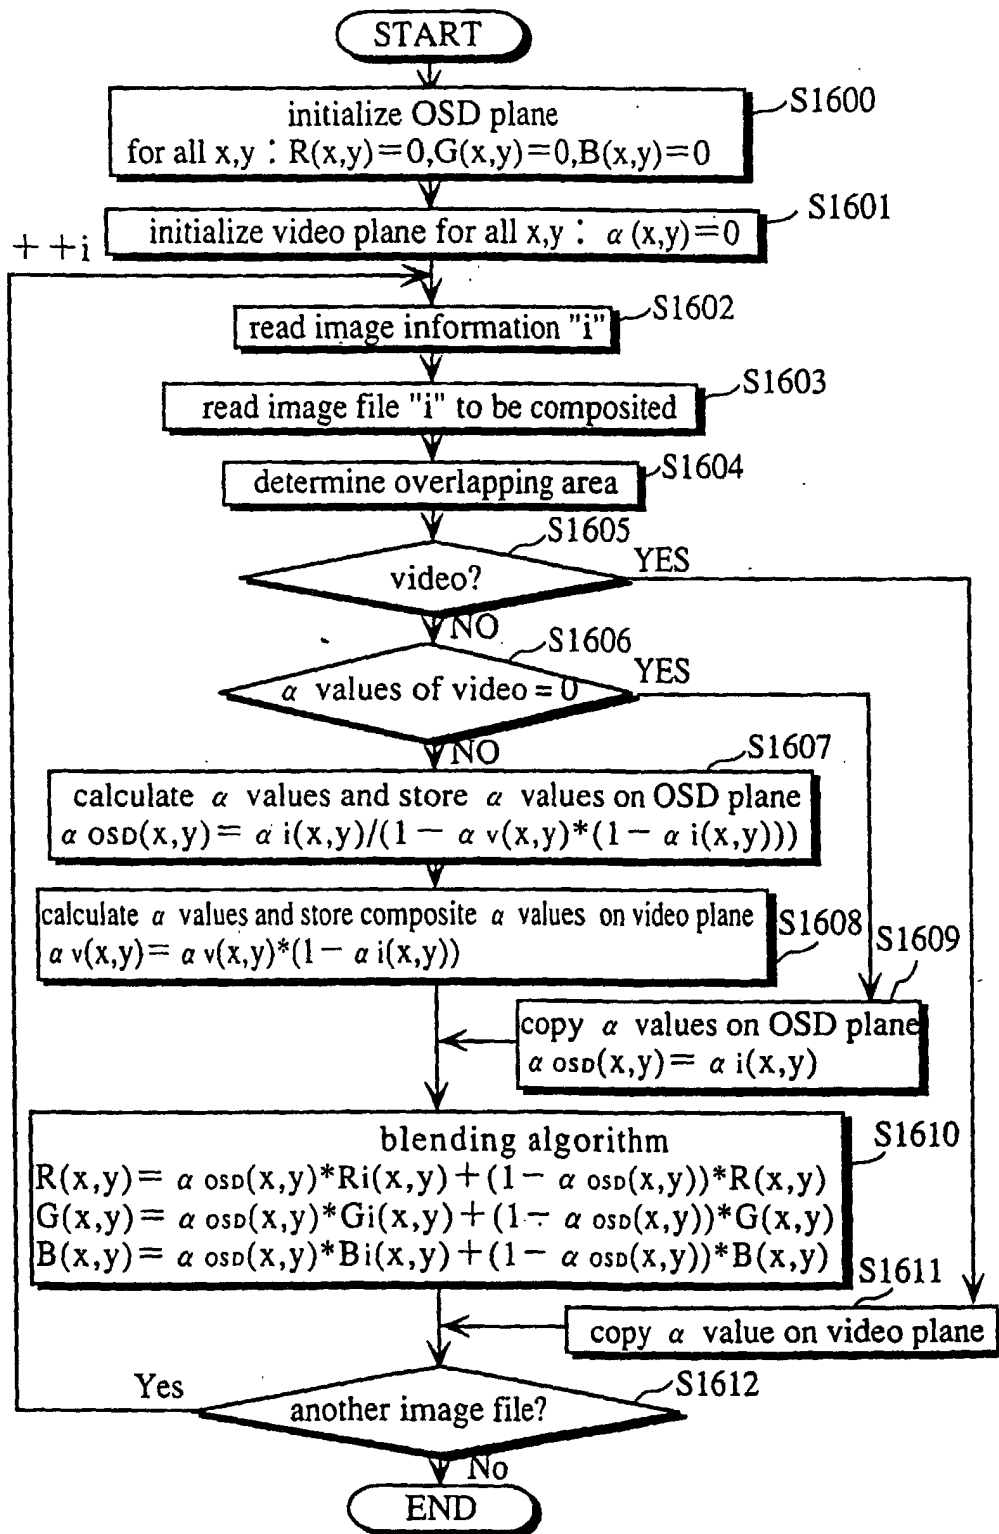 START
S1600
initialize OSD plane
for all x,y : R(x,y)=0,G(x,y)=0,B(x,y)=0
S1601
initialize video plane for all x,y : α (x,y)=0
++i
S1602
read image information "i"
S1603
read image file "i" to be composited
S1604
determine overlapping area
S1605
video?
YES
NO
S1606
α values of video = 0
YES
NO
S1607
calculate α values and store α values on OSD plane
α OSD(x,y)= α i(x,y)/(1 - α v(x,y)*(1 - α i(x,y)))
calculate α values and store composite α values on video plane
α v(x,y)= α v(x,y)*(1 - α i(x,y))
S1608
S1609
copy α values on OSD plane
α OSD(x,y)= α i(x,y)
S1610
blending algorithm
R(x,y)= α OSD(x,y)*Ri(x,y)+(1- α OSD(x,y))*R(x,y)
G(x,y)= α OSD(x,y)*Gi(x,y)+(1- α OSD(x,y))*G(x,y)
B(x,y)= α OSD(x,y)*Bi(x,y)+(1- α OSD(x,y))*B(x,y)
S1611
copy α value on video plane
Yes
S1612
another image file?
No
END